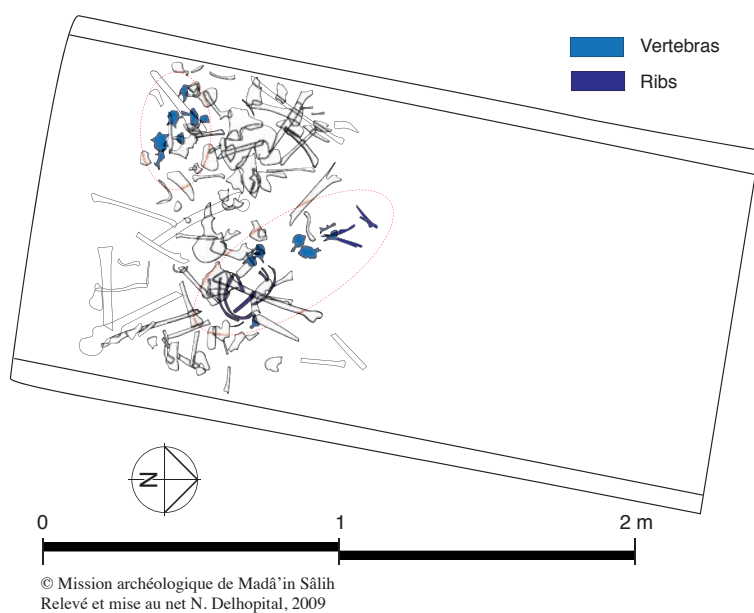 Vertebras
Ribs
N
0 1 2 m
© Mission archéologique de Madâ'in Sâlih
Relevé et mise au net N. Delhopital, 2009